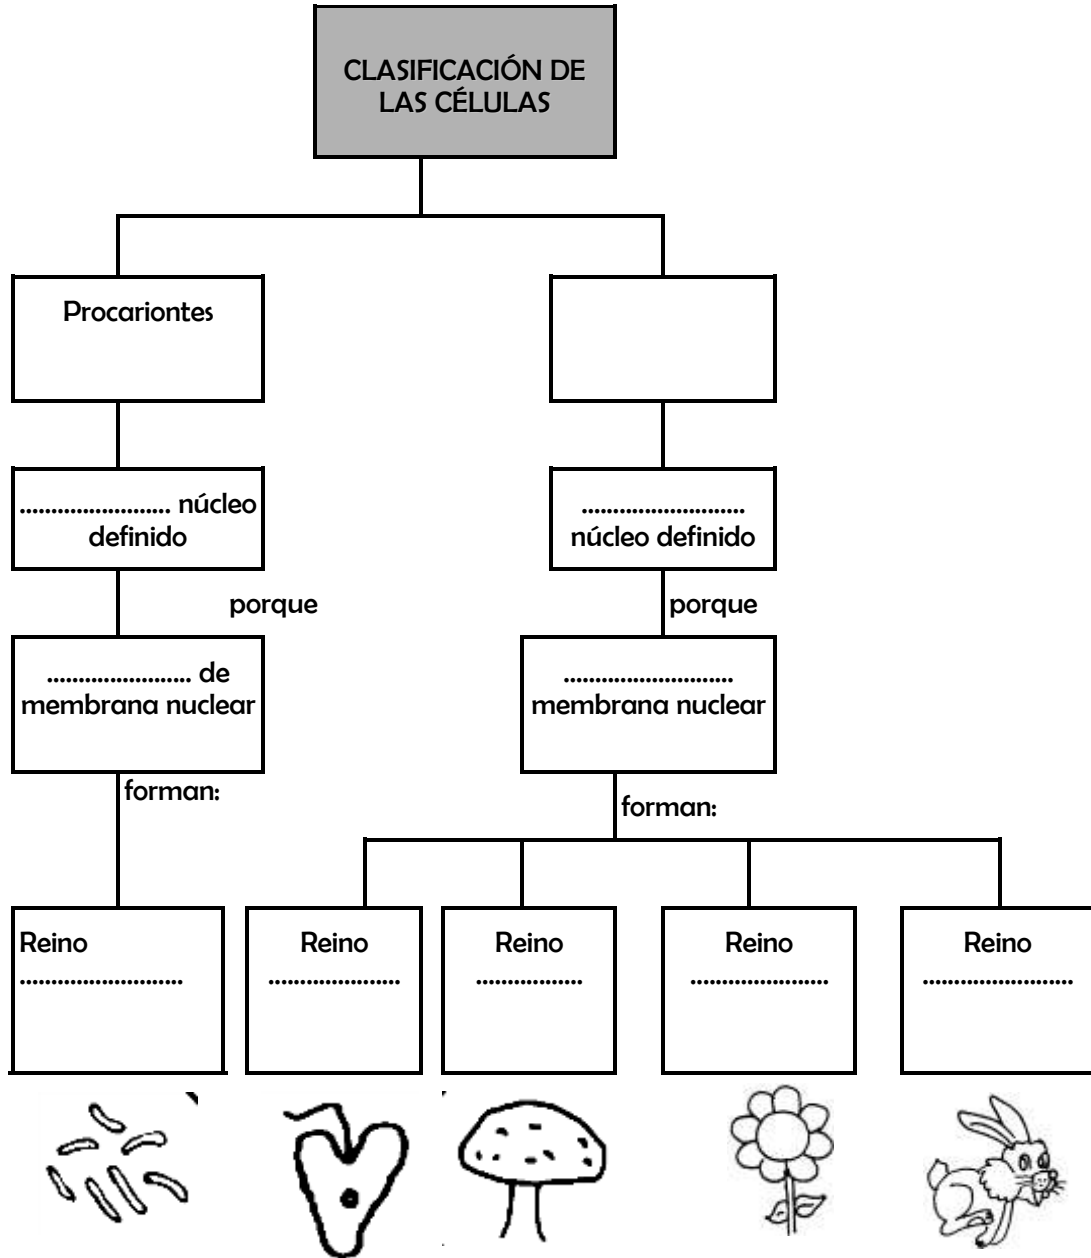 CLASIFICACIÓN DE
LAS CÉLULAS
Procariontes
........................ núcleo
definido
..........................
núcleo definido
porque
porque
....................... de
membrana nuclear
...........................
membrana nuclear
forman:
forman:
Reino
..........................
Reino
.....................
Reino
.................
Reino
......................
Reino
........................